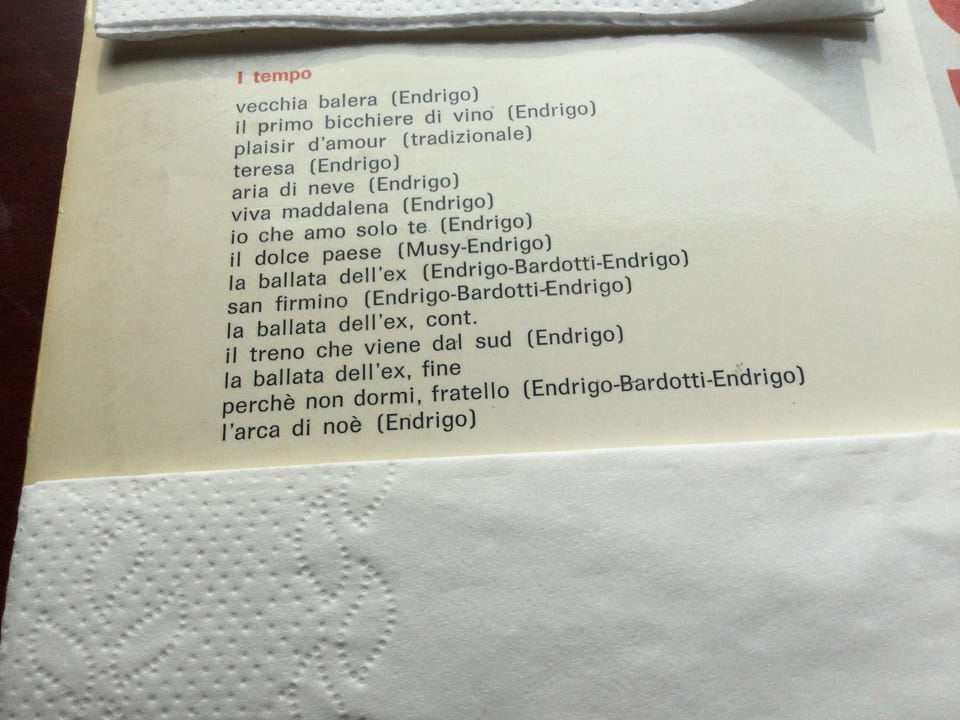 I tempo
vecchia balera (Endrigo)
il primo bicchiere di vino (Endrigo)
plaisir d'amour (tradizionale)
teresa (Endrigo)
aria di neve (Endrigo)
viva maddalena (Endrigo)
io che amo solo te (Endrigo)
il dolce paese (Musy-Endrigo)
la ballata dell'ex (Endrigo-Bardotti-Endrigo)
san firmino (Endrigo-Bardotti-Endrigo)
la ballata dell'ex, cont.
il treno che viene dal sud (Endrigo)
la ballata dell'ex, fine
perchè non dormi, fratello (Endrigo-Bardotti-Endrigo)
l'arca di noè (Endrigo)